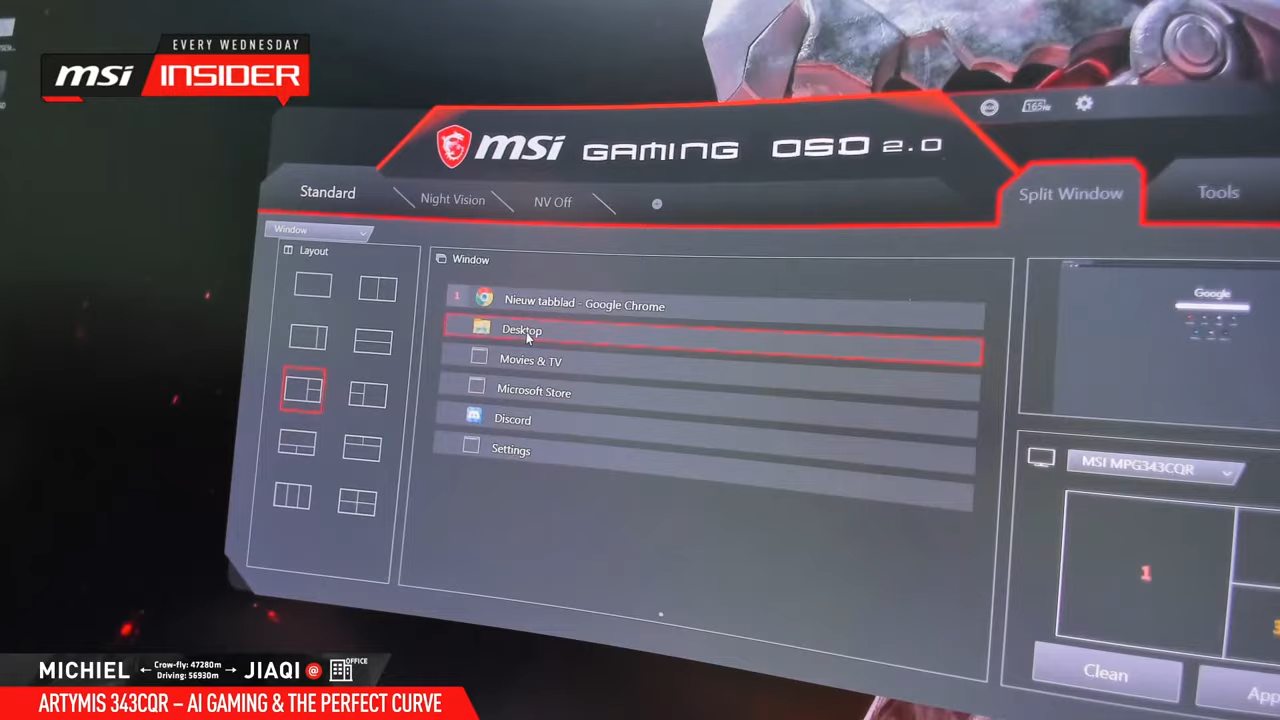 EVERY WEDNESDAY
msi INSIDER
165Hz
msi GAMING OSD 2.0
Standard
Night Vision
NV Off
Split Window
Tools
Window
Layout
Window
1 Nieuw tabblad - Google Chrome
Desktop
Movies & TV
Microsoft Store
Discord
Settings
Google
MSI MPG343CQR
1
Clean
MICHIEL
Crow-fly: 47280m
Driving: 56930m
JIAQI @ OFFICE
ARTYMIS 343CQR – AI GAMING & THE PERFECT CURVE